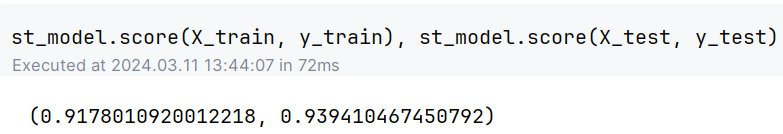 st_model.score(X_train, y_train), st_model.score(X_test, y_test)
Executed at 2024.03.11 13:44:07 in 72ms
(0.9178010920012218, 0.939410467450792)